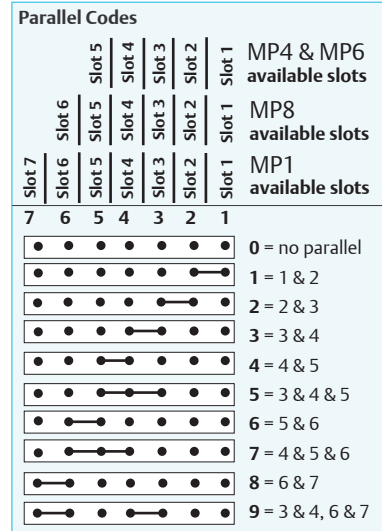 Parallel Codes
Slot 5 Slot 4 Slot 3 Slot 2 Slot 1 MP4 & MP6
available slots
Slot 6 Slot 5 Slot 4 Slot 3 Slot 2 Slot 1 MP8
available slots
Slot 7 Slot 6 Slot 5 Slot 4 Slot 3 Slot 2 Slot 1 MP1
available slots
7 6 5 4 3 2 1
0 = no parallel
1 = 1 & 2
2 = 2 & 3
3 = 3 & 4
4 = 4 & 5
5 = 3 & 4 & 5
6 = 5 & 6
7 = 4 & 5 & 6
8 = 6 & 7
9 = 3 & 4, 6 & 7